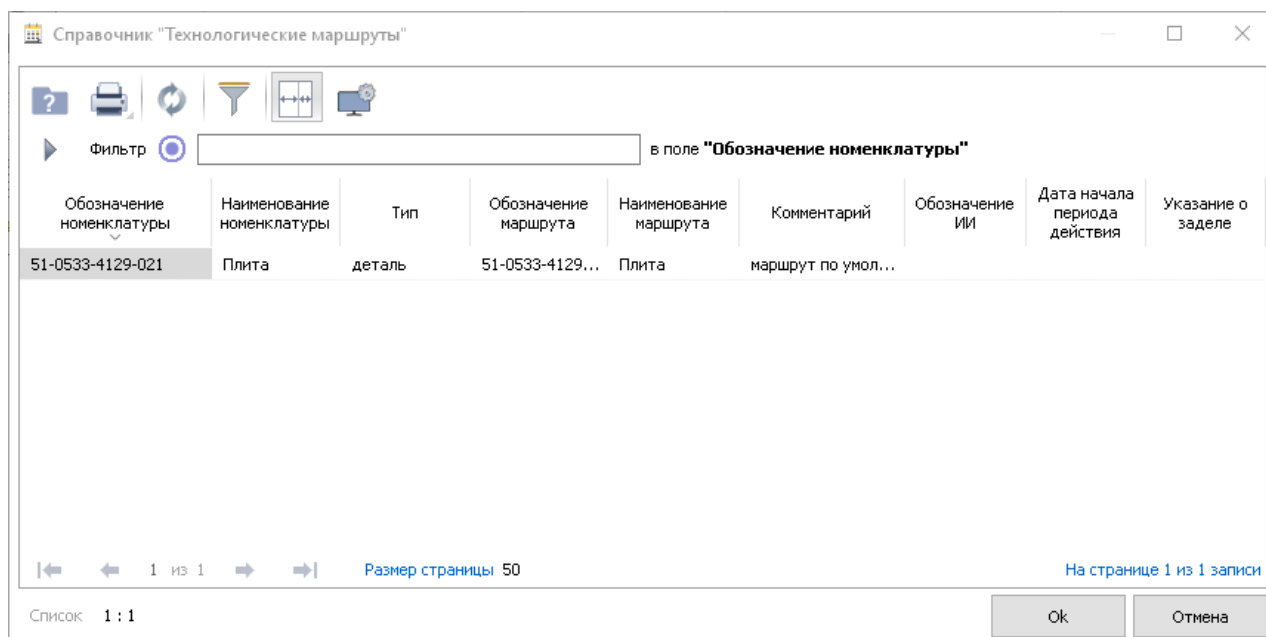 Справочник "Технологические маршруты"
Фильтр в поле "Обозначение номенклатуры"
Обозначение номенклатуры Наименование номенклатуры Тип Обозначение маршрута Наименование маршрута Комментарий Обозначение ИИ Дата начала периода действия Указание о заделе
51-0533-4129-021 Плита деталь 51-0533-4129... Плита маршрут по умол...
1 из 1 Размер страницы 50 На странице 1 из 1 записи
Список 1 : 1 Ok Отмена